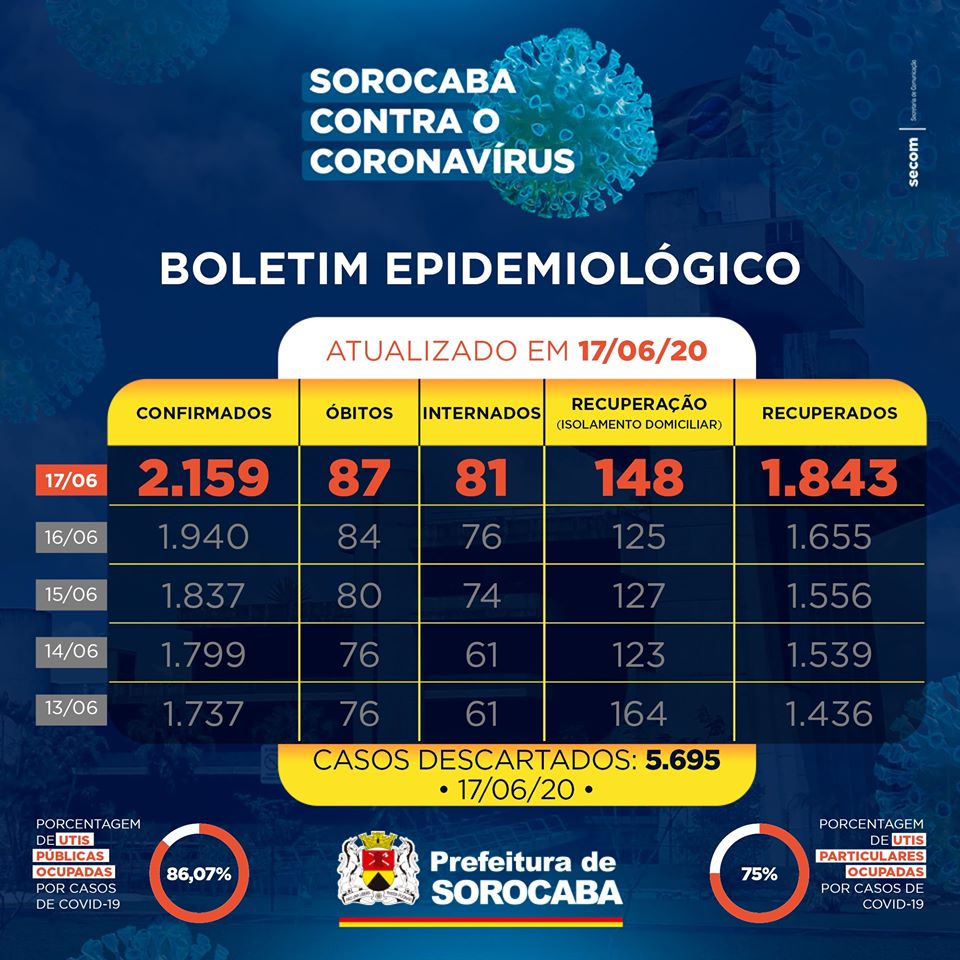 SOROCABA
CONTRA O
CORONAVÍRUS
secom
Secretaria de Comunicação
BOLETIM EPIDEMIOLÓGICO
ATUALIZADO EM 17/06/20
CONFIRMADOS ÓBITOS INTERNADOS RECUPERAÇÃO (ISOLAMENTO DOMICILIAR) RECUPERADOS
17/06 2.159 87 81 148 1.843
16/06 1.940 84 76 125 1.655
15/06 1.837 80 74 127 1.556
14/06 1.799 76 61 123 1.539
13/06 1.737 76 61 164 1.436
CASOS DESCARTADOS: 5.695
• 17/06/20 •
PORCENTAGEM
DE UTIS
PÚBLICAS
OCUPADAS
POR CASOS
DE COVID-19
86,07%
Prefeitura de
SOROCABA
75%
PORCENTAGEM
DE UTIS
PARTICULARES
OCUPADAS
POR CASOS DE
COVID-19